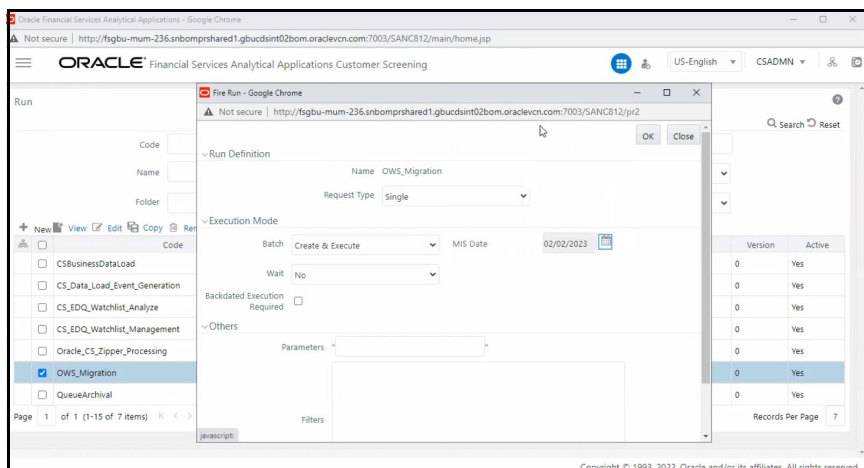 Oracle Financial Services Analytical Applications - Google Chrome
Not secure | http://fsgbu-mum-236.snbomprshared1.gbucdsint02bom.oraclevcn.com:7003/SANC812/main/home.jsp
ORACLE® Financial Services Analytical Applications Customer Screening
US-English
CSADMN
Run
Search Reset
Code
Name
Folder
New View Edit Copy Rer
Code Version Active
CSBusinessDataLoad 0 Yes
CS_Data_Load_Event_Generation 0 Yes
CS_EDQ_Watchlist_Analyze 0 Yes
CS_EDQ_Watchlist_Management 0 Yes
Oracle_CS_Zipper_Processing 0 Yes
OWS_Migration 0 Yes
QueueArchival 0 Yes
Page 1 of 1 (1-15 of 7 items) Records Per Page 7
Fire Run - Google Chrome
Not secure | http://fsgbu-mum-236.snbomprshared1.gbucdsint02bom.oraclevcn.com:7003/SANC812/pr2
OK Close
Run Definition
Name OWS_Migration
Request Type Single
Execution Mode
Batch Create & Execute MIS Date 02/02/2023
Wait No
Backdated Execution
Required
Others
Parameters " "
Filters
javascript:
Copyright © 1993, 2022, Oracle and/or its affiliates. All rights reserved